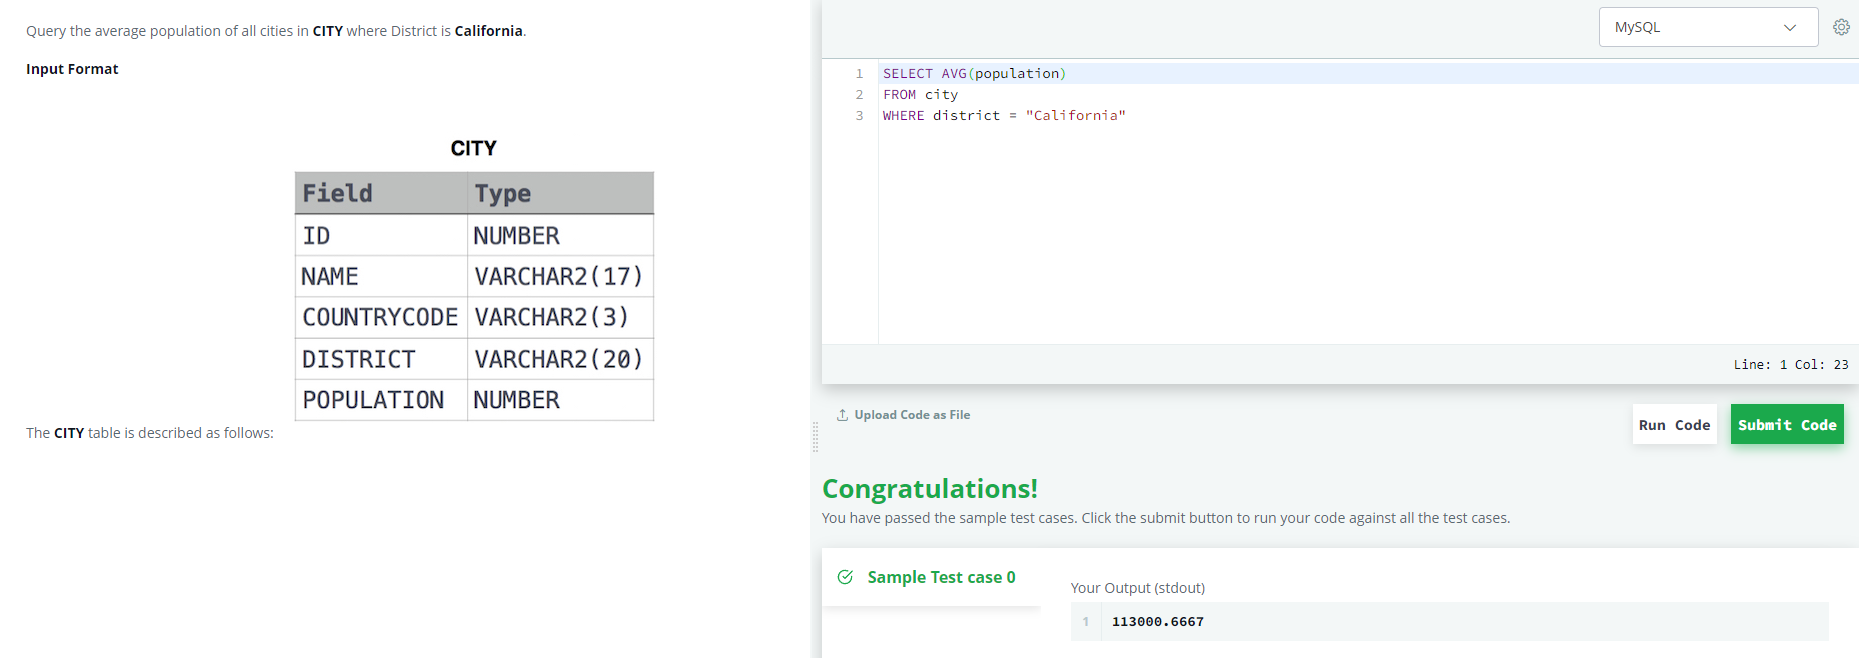 Query the average population of all cities in CITY where District is California.
Input Format
CITY
Field Type
ID NUMBER
NAME VARCHAR2(17)
COUNTRYCODE VARCHAR2(3)
DISTRICT VARCHAR2(20)
POPULATION NUMBER
The CITY table is described as follows:
MySQL
1 SELECT AVG(population)
2 FROM city
3 WHERE district = "California"
Line: 1 Col: 23
Upload Code as File
Run Code
Submit Code
Congratulations!
You have passed the sample test cases. Click the submit button to run your code against all the test cases.
Sample Test case 0
Your Output (stdout)
1 113000.6667